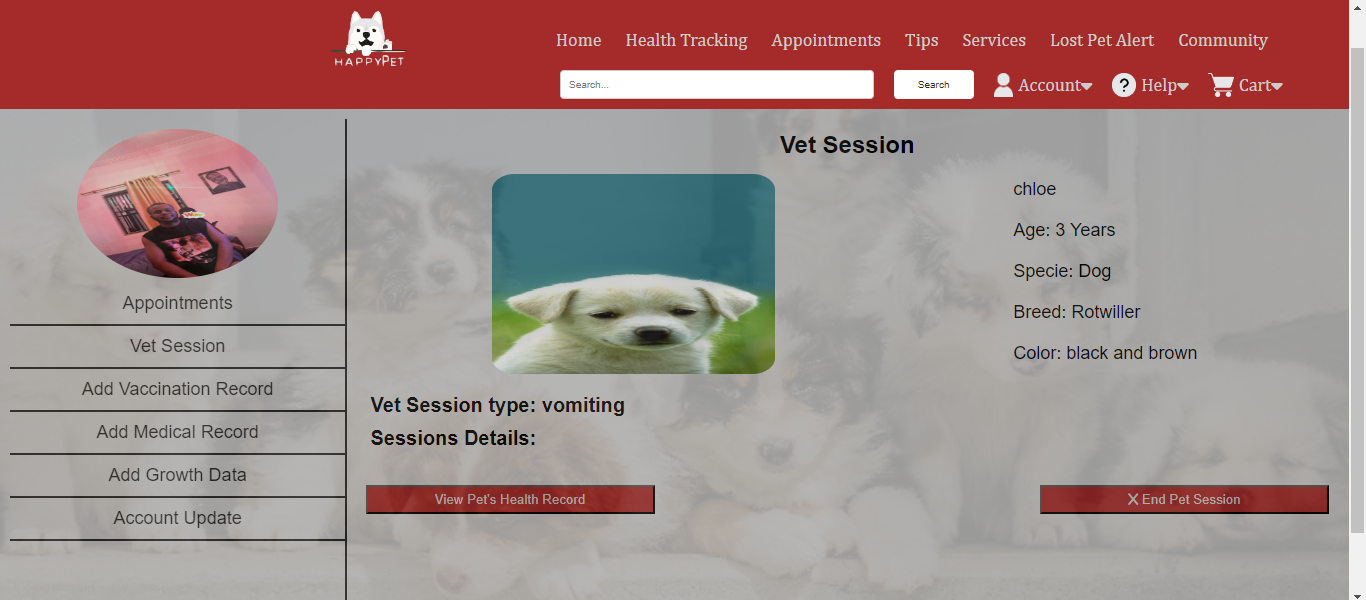 HAPPYPET
Home Health Tracking Appointments Tips Services Lost Pet Alert Community
Search... Search Account Help Cart
Vet Session
Appointments
Vet Session
Add Vaccination Record
Add Medical Record
Add Growth Data
Account Update
chloe
Age: 3 Years
Specie: Dog
Breed: Rotwiller
Color: black and brown
Vet Session type: vomiting
Sessions Details:
View Pet's Health Record
X End Pet Session